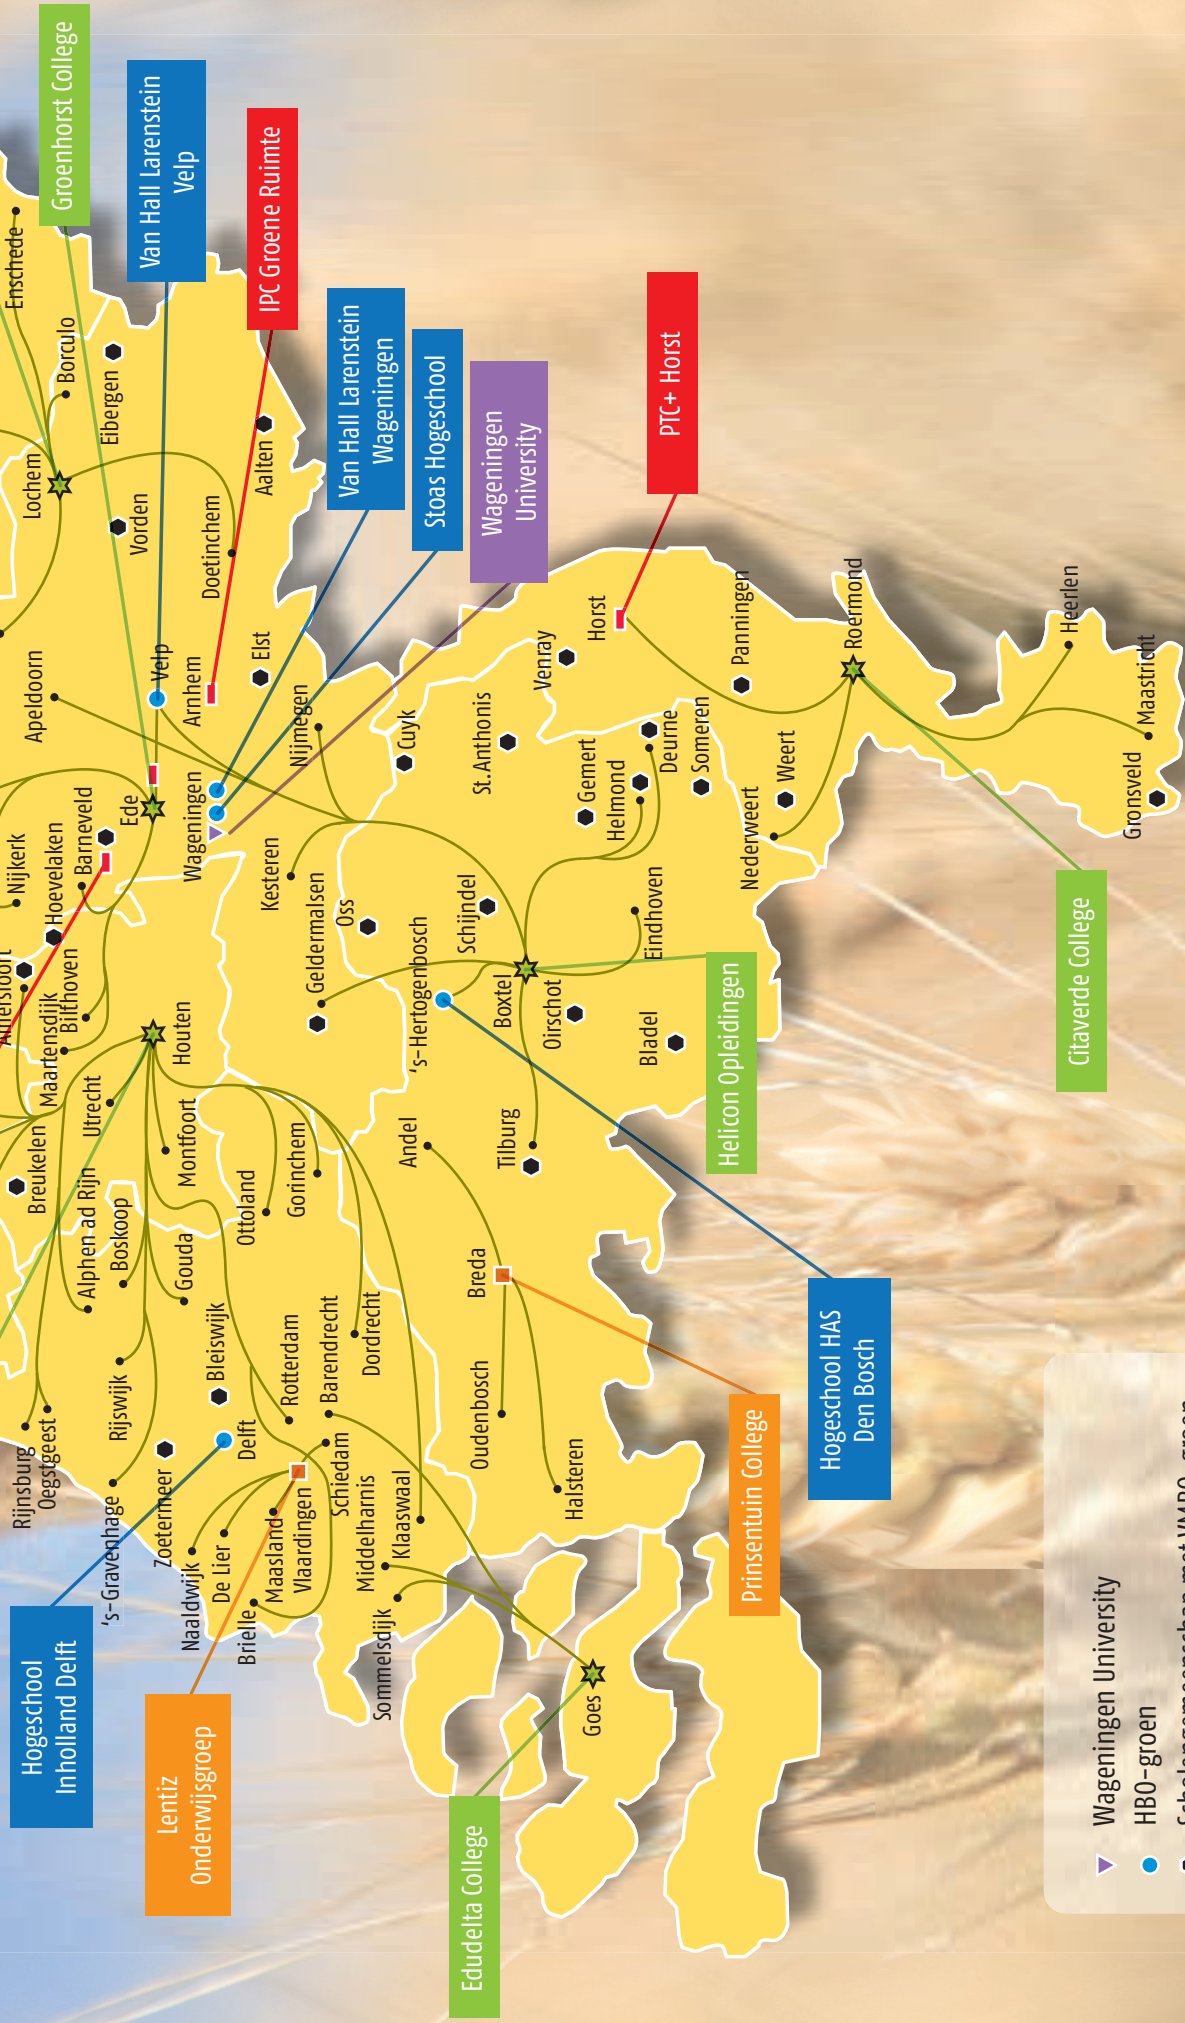 Groenhorst College
Van Hall Larenstein
Velp
IPC Groene Ruimte
Van Hall Larenstein
Wageningen
Stoas Hogeschool
Wageningen
University
PTC+ Horst
Enschede
Borculo
Eibergen
Lochem
Vorden
Aalten
Doetinchem
Apeldoorn
Velp
Arnhem
Elst
Nijmegen
Cuyk
St. Anthonis
Venray
Horst
Panningen
Roermond
Heerlen
Maastricht
Gronsveld
Nijkerk
Hoevelaken
Barneveld
Ede
Wageningen
Kesteren
Geldermalsen
Oss
's-Hertogenbosch
Schijndel
Boxtel
Oirschot
Gemert
Helmond
Deurne
Someren
Eindhoven
Bladel
Nederweert
Weert
Amersfoort
Maartensdijk
Bilthoven
Houten
Utrecht
Breukelen
Montfoort
Alphen ad Rijn
Boskoop
Gouda
Ottoland
Gorinchem
Andel
Tilburg
Helicon Opleidingen
Citaverde College
Rijnsburg
Oegstgeest
Rijswijk
Bleiswijk
Rotterdam
Barendrecht
Dordrecht
Breda
Oudenbosch
Halsteren
Hogeschool HAS
Den Bosch
Prinsentuin College
's-Gravenhage
Zoetermeer
Delft
Naaldwijk
De Lier
Maasland
Vlaardingen
Schiedam
Brielle
Middelharnis
Klaaswaal
Sommelsdijk
Goes
Hogeschool
Inholland Delft
Lentiz
Onderwijsgroep
Edudelta College
Wageningen University
HBO-groen
Scholengemeenschap met VMBO-groen